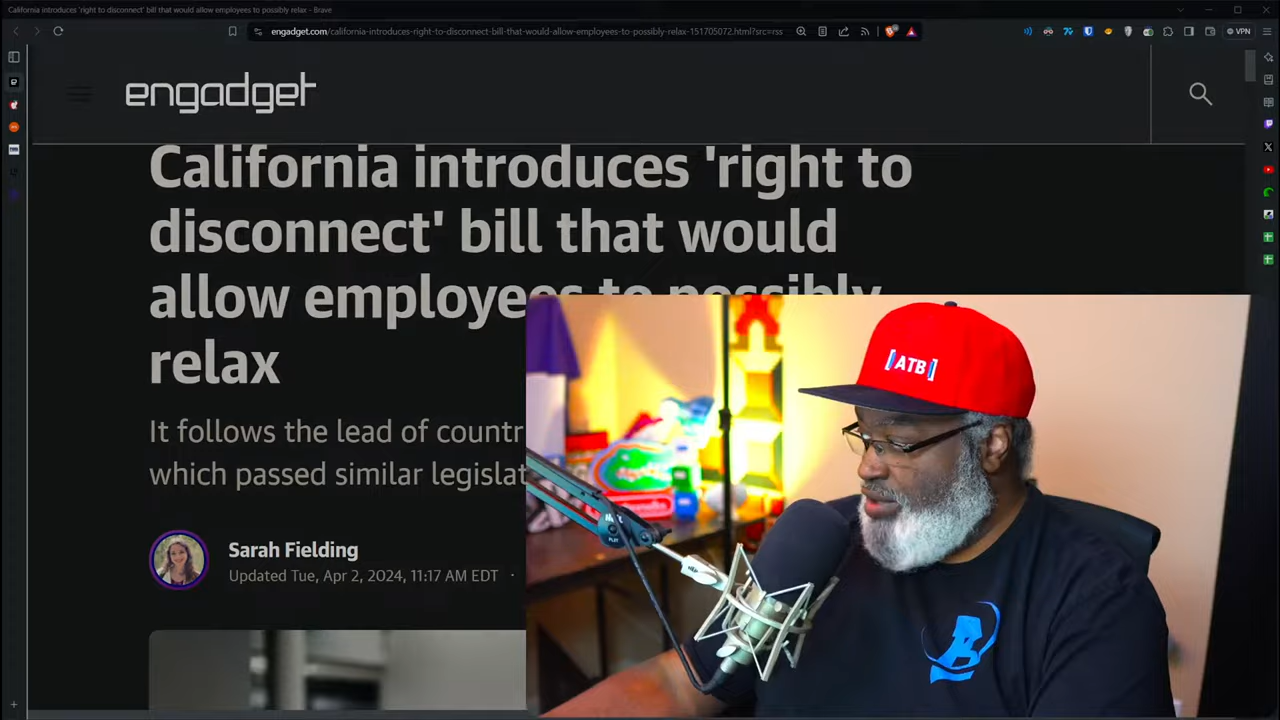 California introduces 'right to disconnect' bill that would allow employees to possibly relax - Brave
engadget.com/california-introduces-right-to-disconnect-bill-that-would-allow-employees-to-possibly-relax-151705072.html?src=rss
VPN
engadget
California introduces 'right to
disconnect' bill that would
allow employees to possibly
relax
It follows the lead of countr
which passed similar legislat
Sarah Fielding
Updated Tue, Apr 2, 2024, 11:17 AM EDT ·
[ATB]